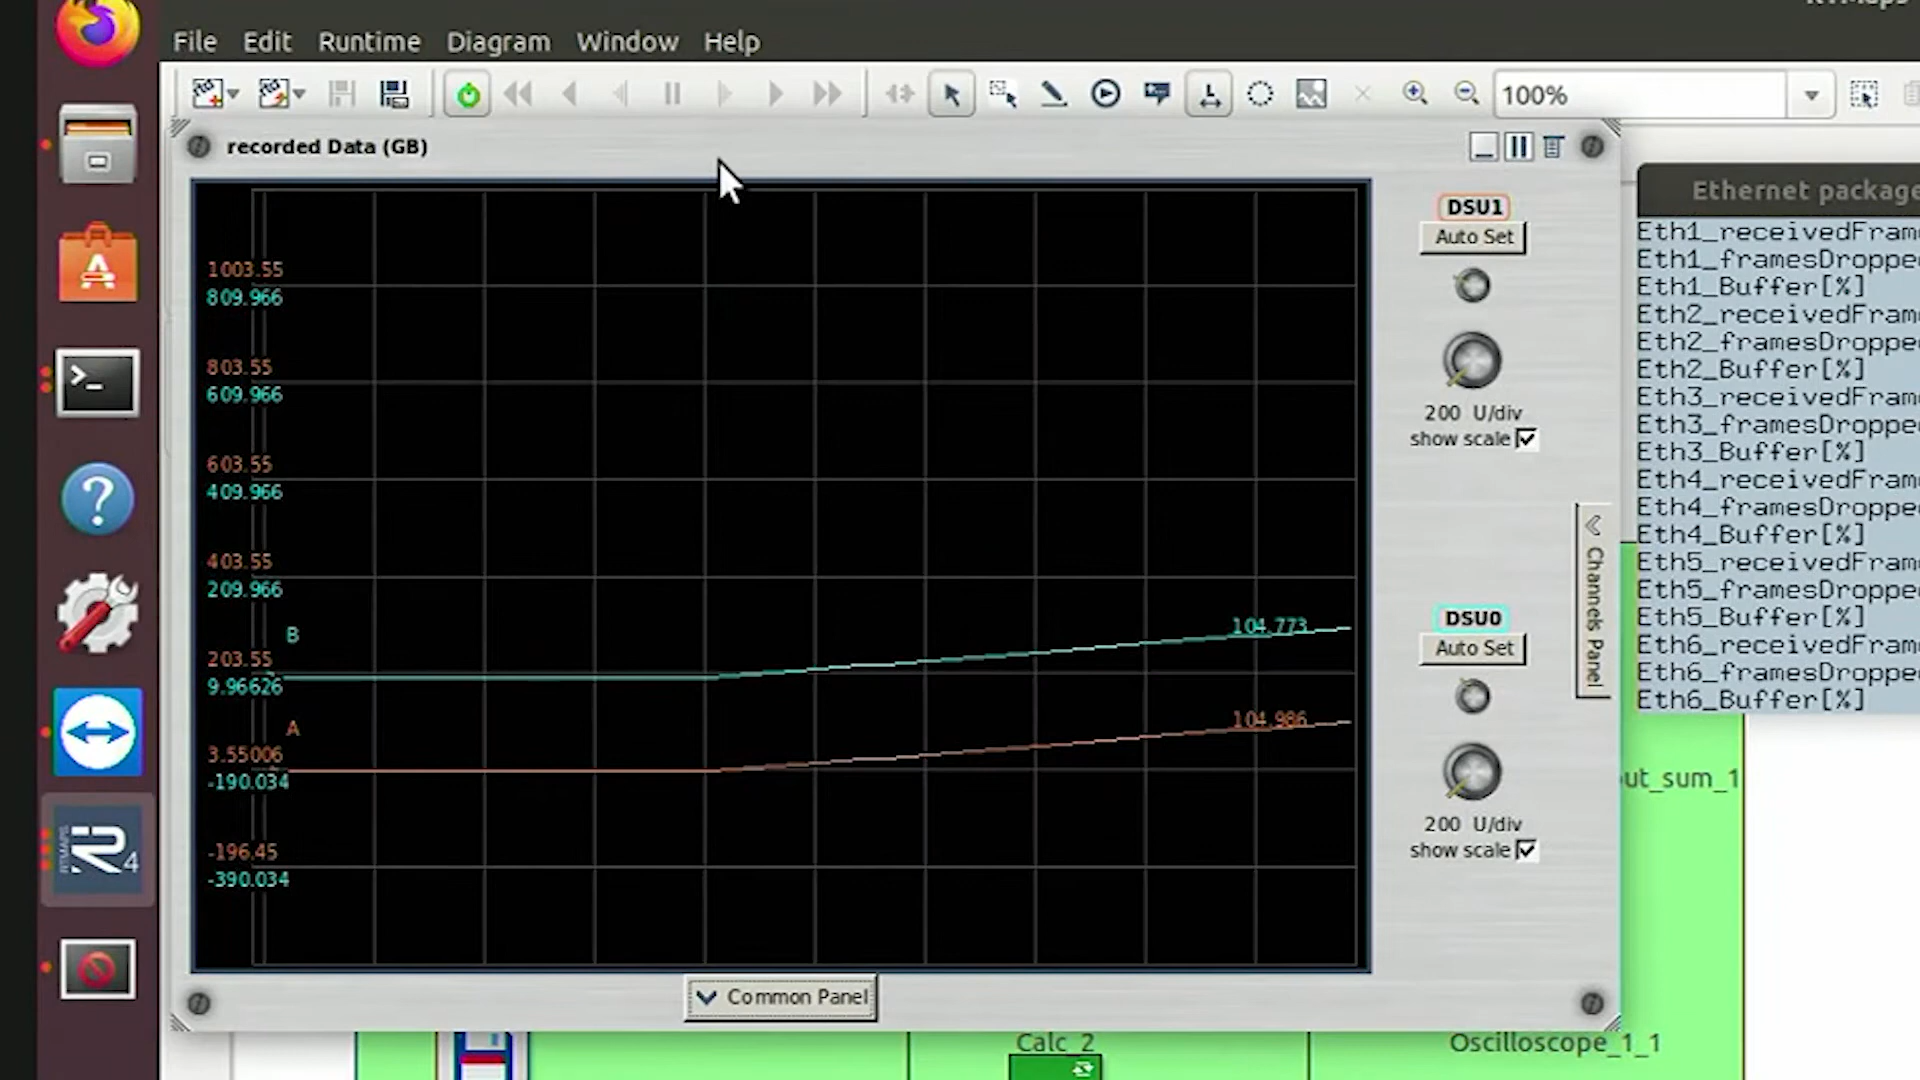 File Edit Runtime Diagram Window Help
100%
recorded Data (GB)
1003.55
809.966
803.55
609.966
603.55
409.966
403.55
209.966
B
203.55
9.96626
A
3.55006
-190.034
-196.45
-390.034
104.773
104.986
DSU1
Auto Set
200 U/div
show scale
DSU0
Auto Set
200 U/div
show scale
Channels Panel
Common Panel
Ethernet package
Eth1_receivedFram
Eth1_framesDroppe
Eth1_Buffer[%]
Eth2_receivedFram
Eth2_framesDroppe
Eth2_Buffer[%]
Eth3_receivedFram
Eth3_framesDroppe
Eth3_Buffer[%]
Eth4_receivedFram
Eth4_framesDroppe
Eth4_Buffer[%]
Eth5_receivedFram
Eth5_framesDroppe
Eth5_Buffer[%]
Eth6_receivedFram
Eth6_framesDroppe
Eth6_Buffer[%]
out_sum_1
Calc_2
Oscilloscope_1_1
RTMAPS
4